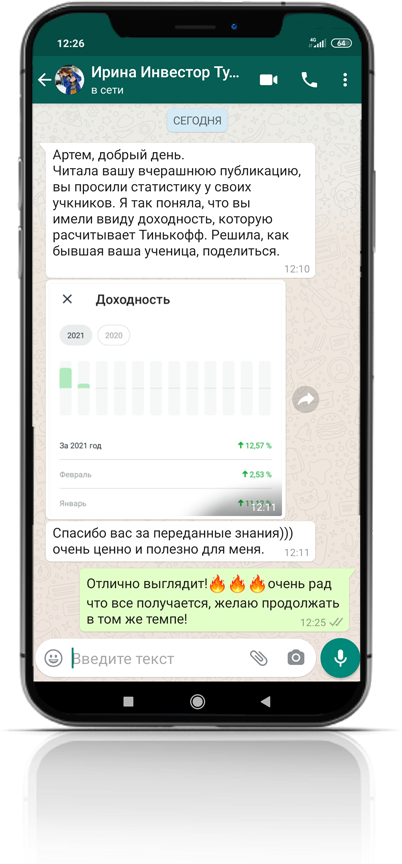 12:26
4G
64
Ирина Инвестор Ту...
в сети
СЕГОДНЯ
Артем, добрый день.
Читала вашу вчерашнюю публикацию,
вы просили статистику у своих
учкников. Я так поняла, что вы
имели ввиду доходность, которую
расчитывает Тинькофф. Решила, как
бывшая ваша ученица, поделиться.
12:10
Доходность
2021
2020
За 2021 год
12,57 %
Февраль
2,53 %
Январь
12:11
Спасибо вас за переданные знания)))
очень ценно и полезно для меня.
12:11
Отлично выглядит!🔥🔥🔥очень рад
что все получается, желаю продолжать
в том же темпе!
12:25
Введите текст